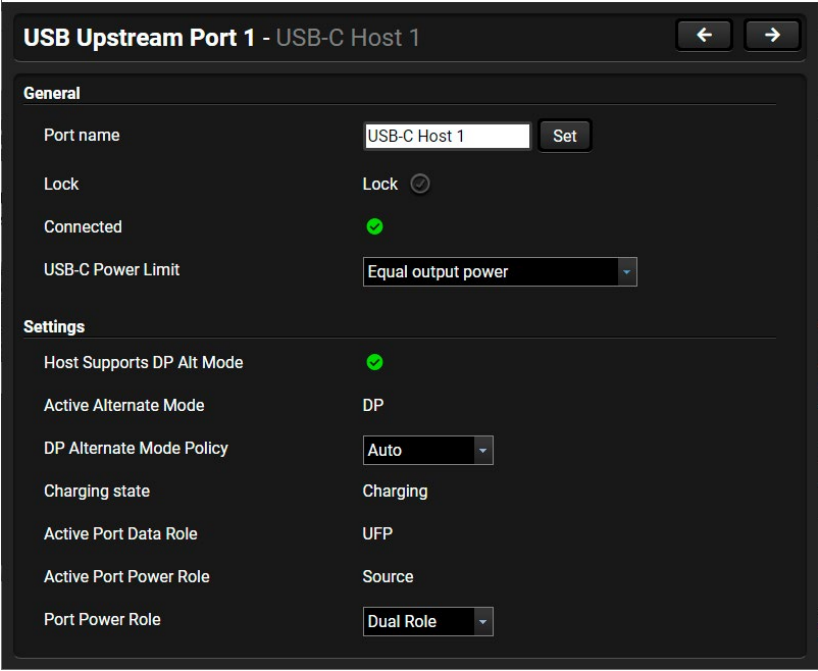 USB Upstream Port 1 - USB-C Host 1
General
Port name USB-C Host 1 Set
Lock Lock
Connected
USB-C Power Limit Equal output power
Settings
Host Supports DP Alt Mode
Active Alternate Mode DP
DP Alternate Mode Policy Auto
Charging state Charging
Active Port Data Role UFP
Active Port Power Role Source
Port Power Role Dual Role